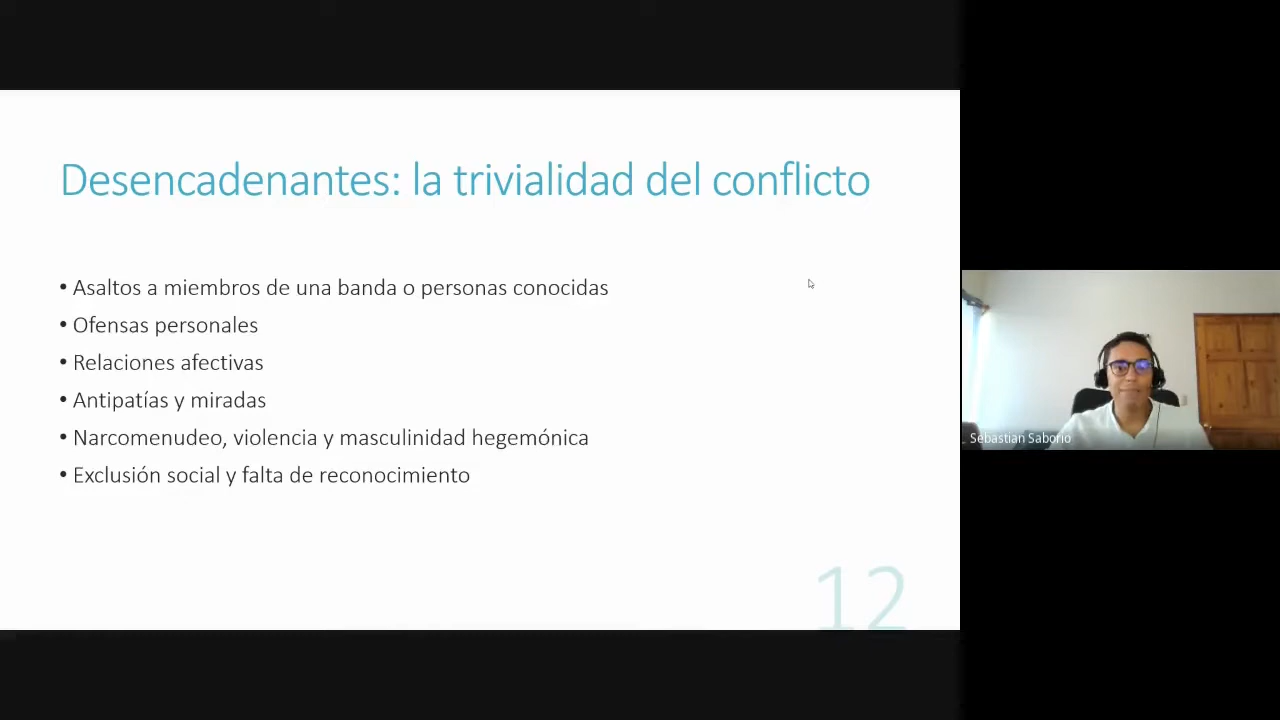 Desencadenantes: la trivialidad del conflicto
• Asaltos a miembros de una banda o personas conocidas
• Ofensas personales
• Relaciones afectivas
• Antipatías y miradas
• Narcomenudeo, violencia y masculinidad hegemónica
• Exclusión social y falta de reconocimiento
12
Sebastian Saborio